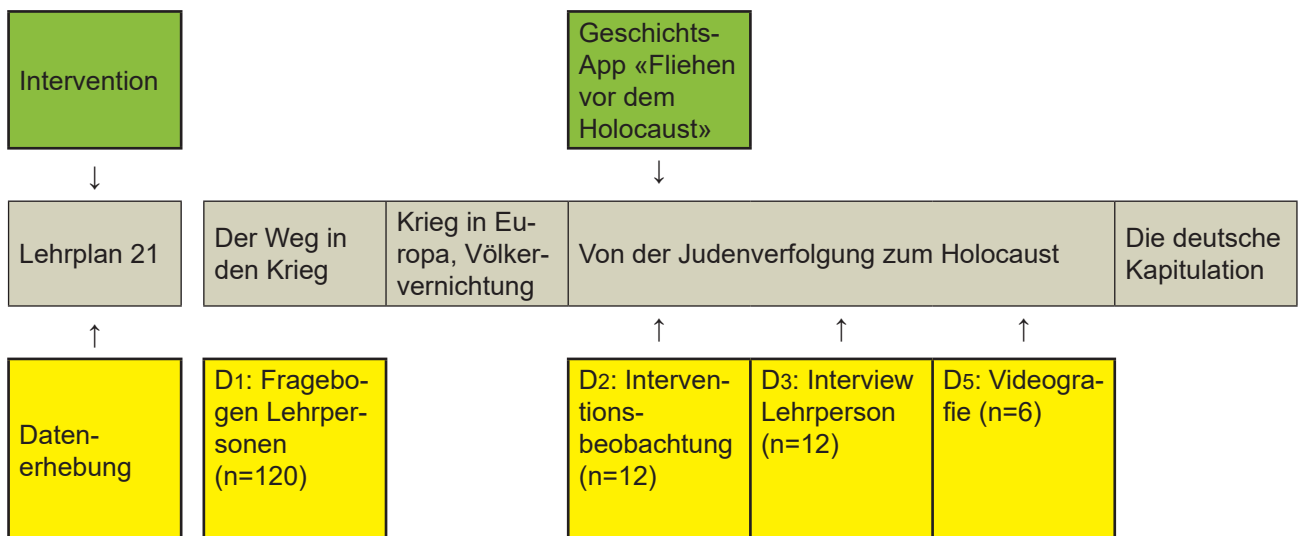 Intervention
Geschichts-
App «Fliehen
vor dem
Holocaust»
↓
↓
Lehrplan 21
Der Weg in
den Krieg
Krieg in Eu-
ropa, Völker-
vernichtung
Von der Judenverfolgung zum Holocaust
Die deutsche
Kapitulation
↑
↑
↑
↑
Daten-
erhebung
D1: Fragebo-
gen Lehrper-
sonen
(n=120)
D2: Interven-
tions-
beobachtung
(n=12)
D3: Interview
Lehrperson
(n=12)
D5: Videogra-
fie (n=6)